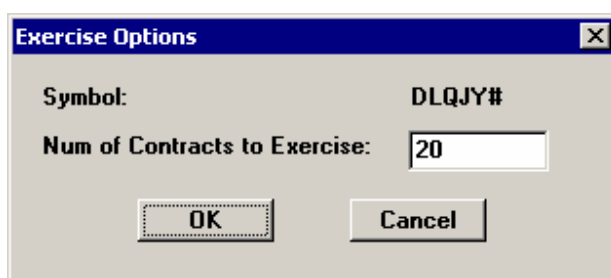 Exercise Options
Symbol: DLQJY#
Num of Contracts to Exercise: 20
OK Cancel